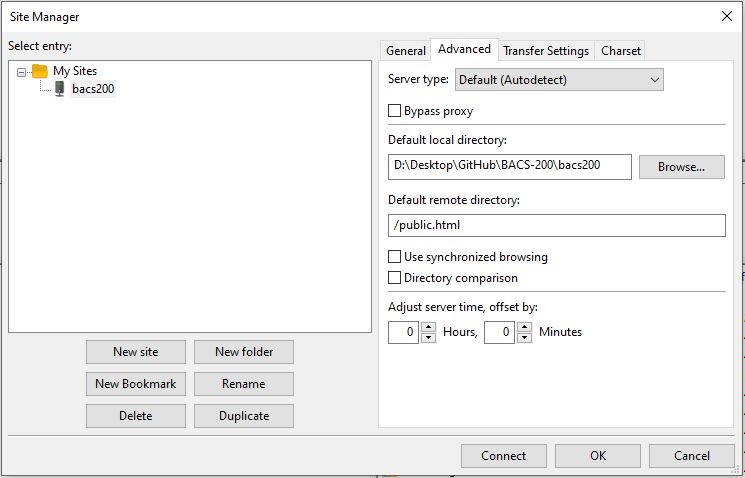 Site Manager
Select entry:
My Sites
bacs200
New site
New folder
New Bookmark
Rename
Delete
Duplicate
General
Advanced
Transfer Settings
Charset
Server type:
Default (Autodetect)
Bypass proxy
Default local directory:
D:\Desktop\GitHub\BACS-200\bacs200
Browse...
Default remote directory:
/public.html
Use synchronized browsing
Directory comparison
Adjust server time, offset by:
0 Hours, 0 Minutes
Connect
OK
Cancel